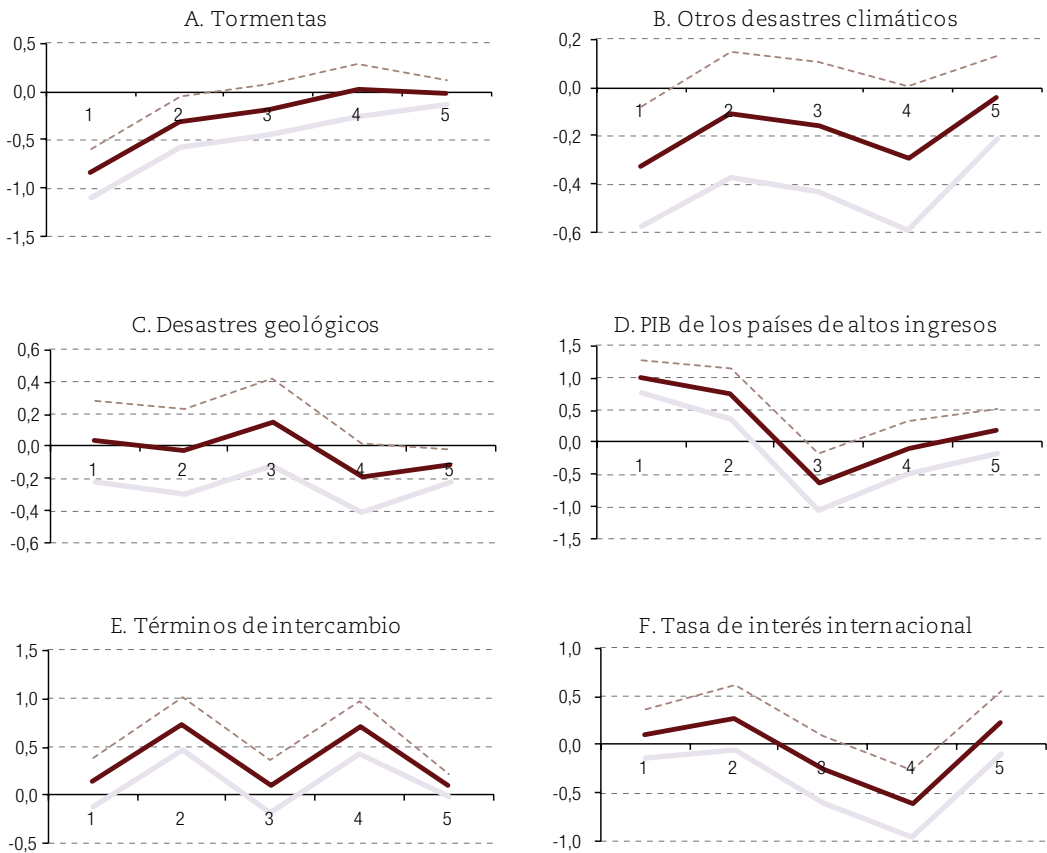 A. Tormentas
0,5
0,0
-0,5
-1,0
-1,5
1 2 3 4 5
B. Otros desastres climáticos
0,2
0,0
-0,2
-0,4
-0,6
1 2 3 4 5
C. Desastres geológicos
0,6
0,4
0,2
0,0
-0,2
-0,4
-0,6
1 2 3 4 5
D. PIB de los países de altos ingresos
1,5
1,0
0,5
0,0
-0,5
-1,0
-1,5
1 2 3 4 5
E. Términos de intercambio
1,5
1,0
0,5
0,0
-0,5
1 2 3 4 5
F. Tasa de interés internacional
1,0
0,5
0,0
-0,5
-1,0
1 2 3 4 5